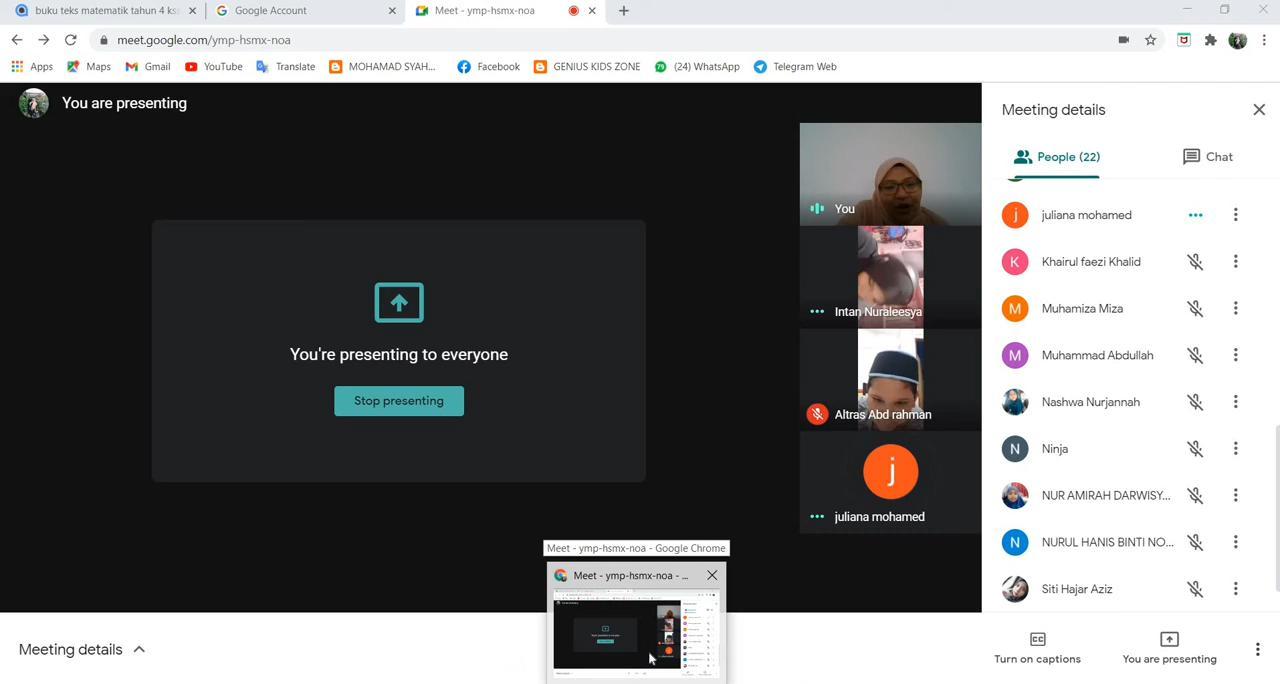 buku teks matematik tahun 4 kss
Google Account
Meet - ymp-hsmx-noa
meet.google.com/ymp-hsmx-noa
Apps
Maps
Gmail
YouTube
Translate
MOHAMAD SYAH...
Facebook
GENIUS KIDS ZONE
(24) WhatsApp
Telegram Web
You are presenting
You're presenting to everyone
Stop presenting
You
Intan Nuraleesya
Altras Abd rahman
j
juliana mohamed
Meeting details
People (22)
Chat
j juliana mohamed
K Khairul faezi Khalid
M Muhamiza Miza
M Muhammad Abdullah
Nashwa Nurjannah
N Ninja
NUR AMIRAH DARWISY...
N NURUL HANIS BINTI NO...
Siti Hajar Aziz
Meet - ymp-hsmx-noa - Google Chrome
Meet - ymp-hsmx-noa - ...
Meeting details
Turn on captions
You are presenting